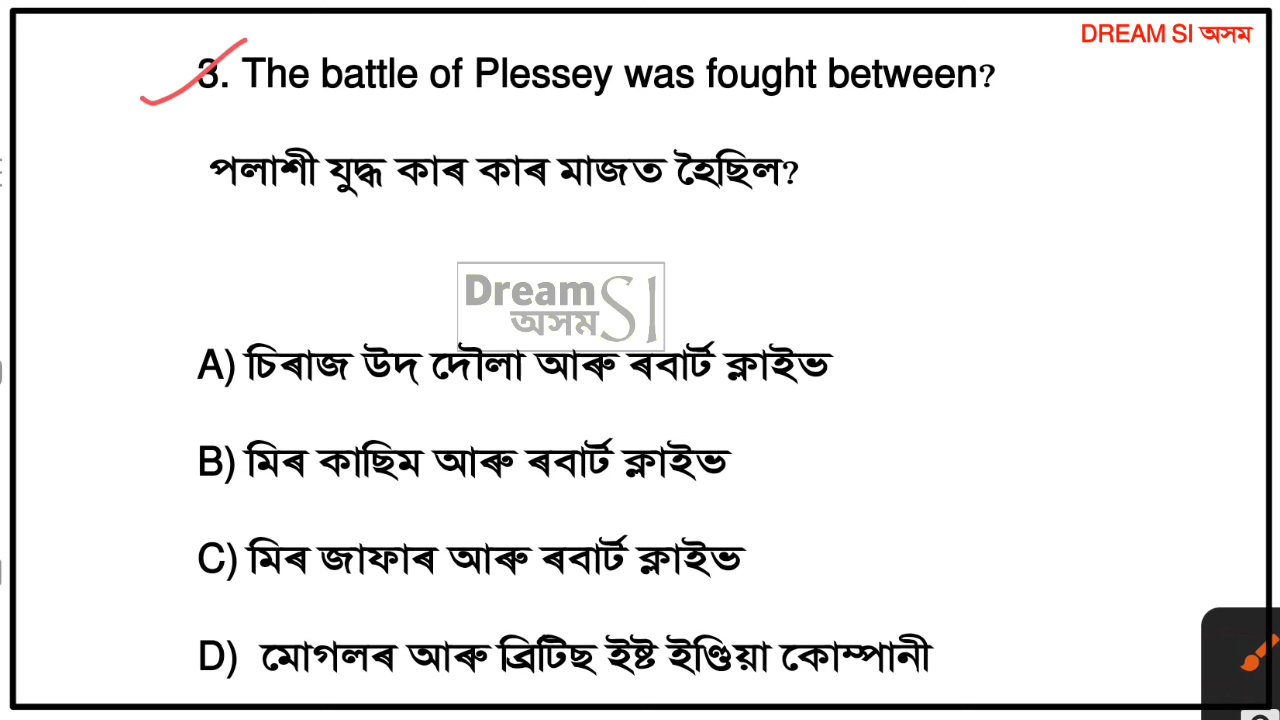 DREAM SI অসম
3. The battle of Plessey was fought between?
পলাশী যুদ্ধ কাৰ কাৰ মাজত হৈছিল?
Dream SI
অসম
A) চিৰাজ উদ দৌলা আৰু ৰবাৰ্ট ক্লাইভ
B) মিৰ কাছিম আৰু ৰবাৰ্ট ক্লাইভ
C) মিৰ জাফাৰ আৰু ৰবাৰ্ট ক্লাইভ
D) মোগলৰ আৰু ব্ৰিটিছ ইষ্ট ইণ্ডিয়া কোম্পানী